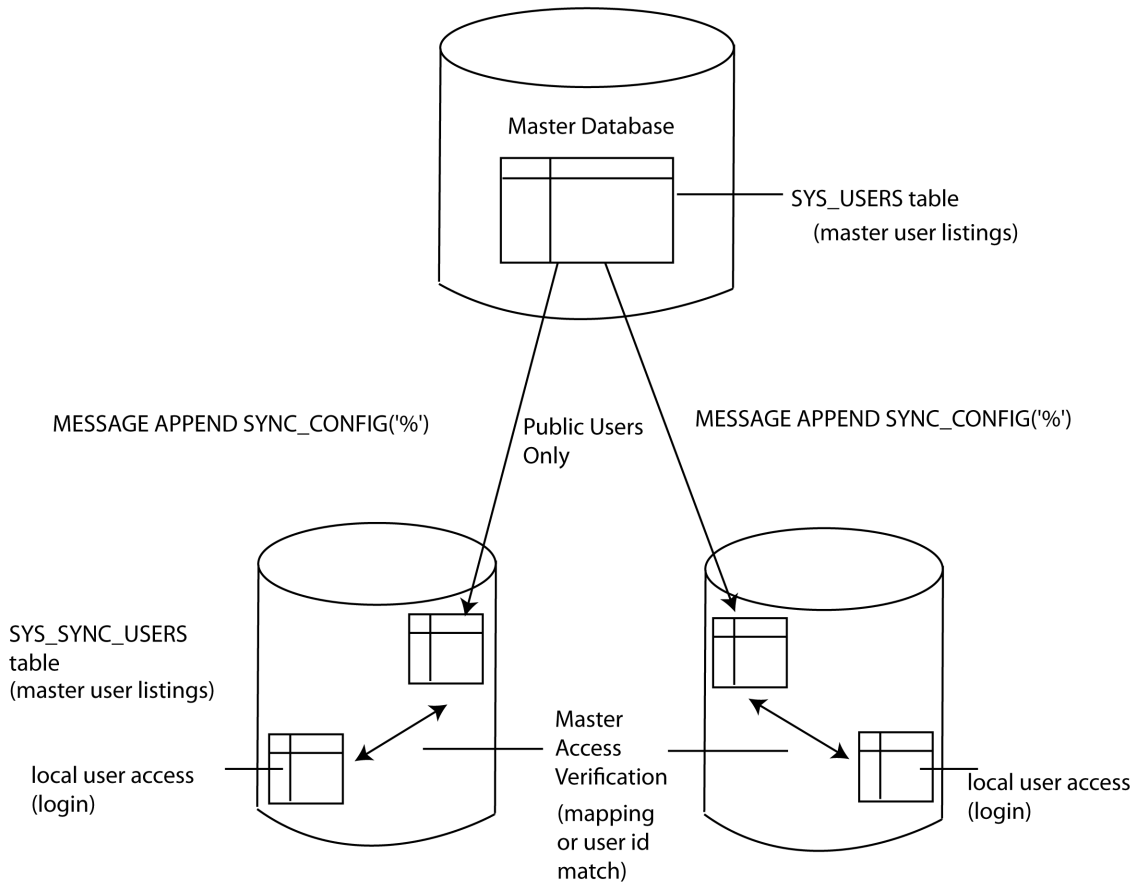 Master Database
SYS_USERS table
(master user listings)
MESSAGE APPEND SYNC_CONFIG('%')
Public Users
Only
MESSAGE APPEND SYNC_CONFIG('%')
SYS_SYNC_USERS
table
(master user listings)
local user access
(login)
Master
Access
Verification
(mapping
or user id
match)
local user access
(login)